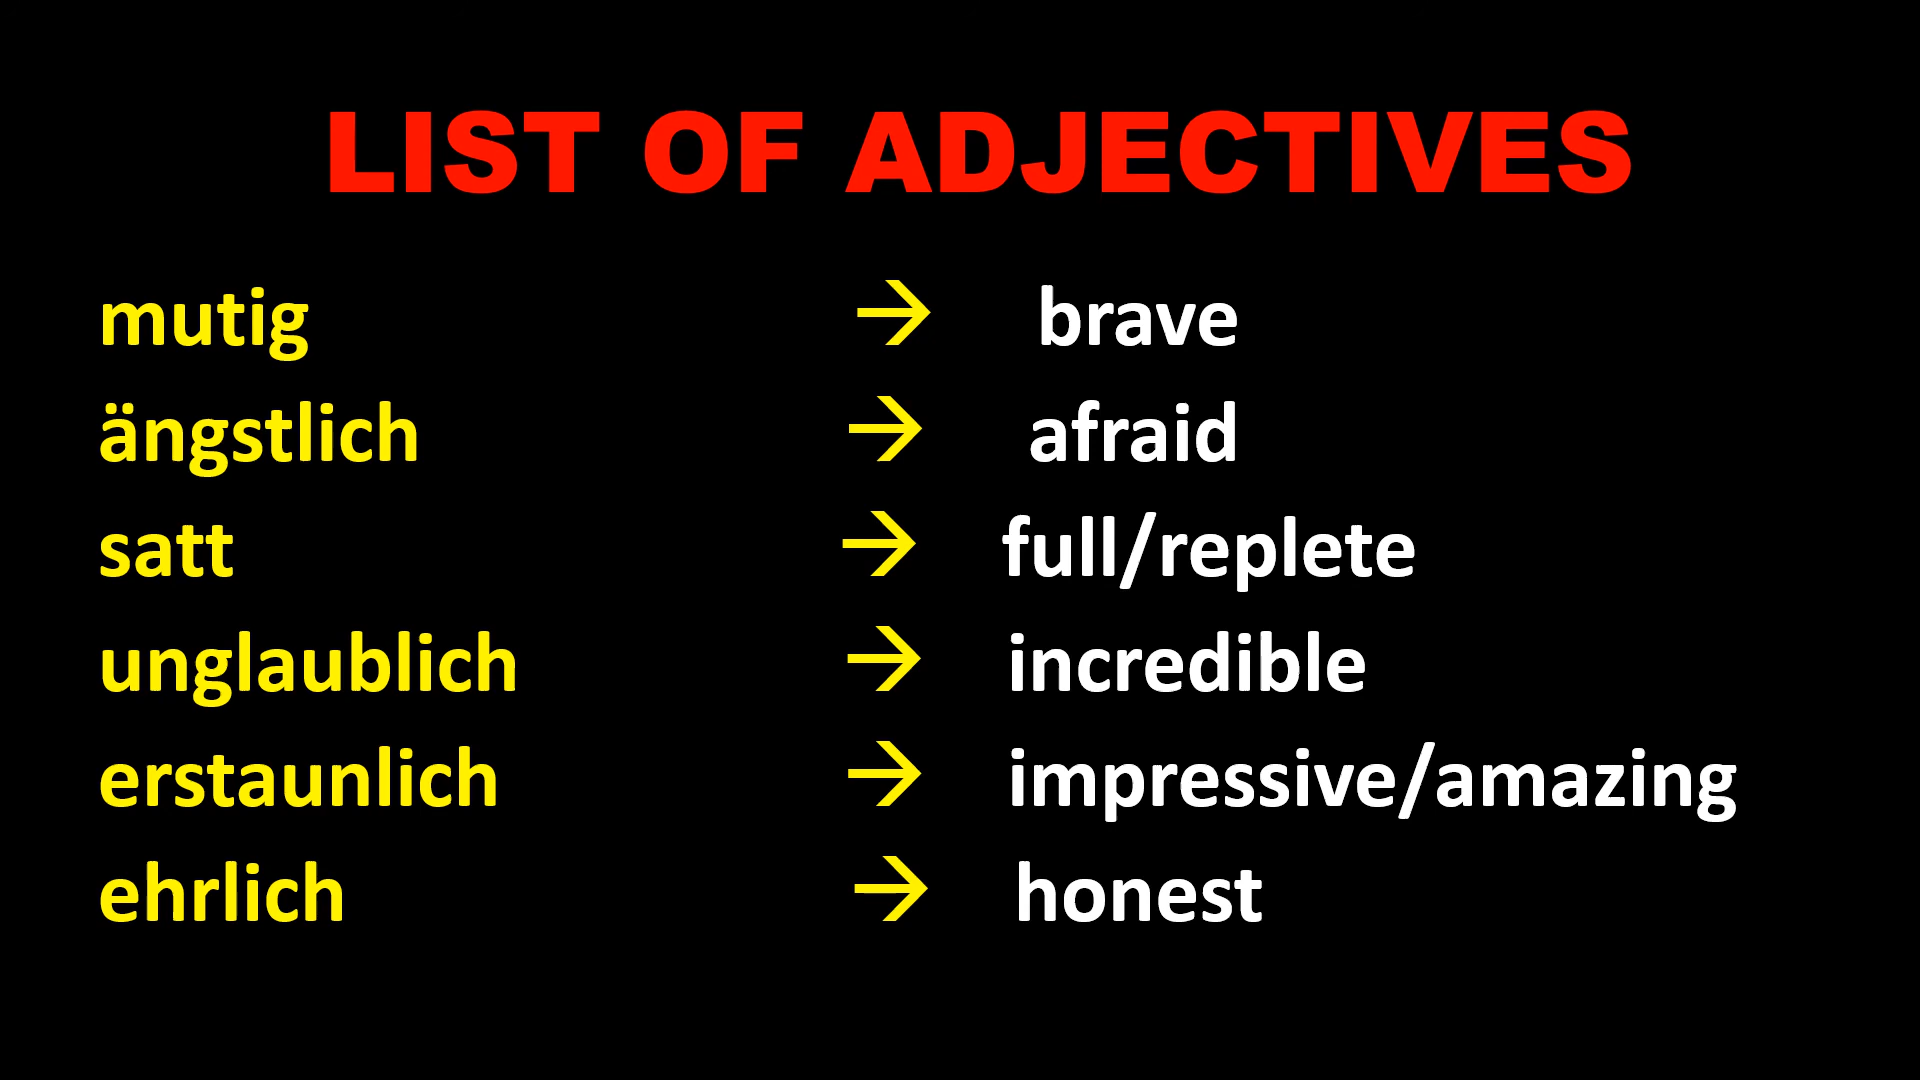 LIST OF ADJECTIVES
mutig → brave
ängstlich → afraid
satt → full/replete
unglaublich → incredible
erstaunlich → impressive/amazing
ehrlich → honest